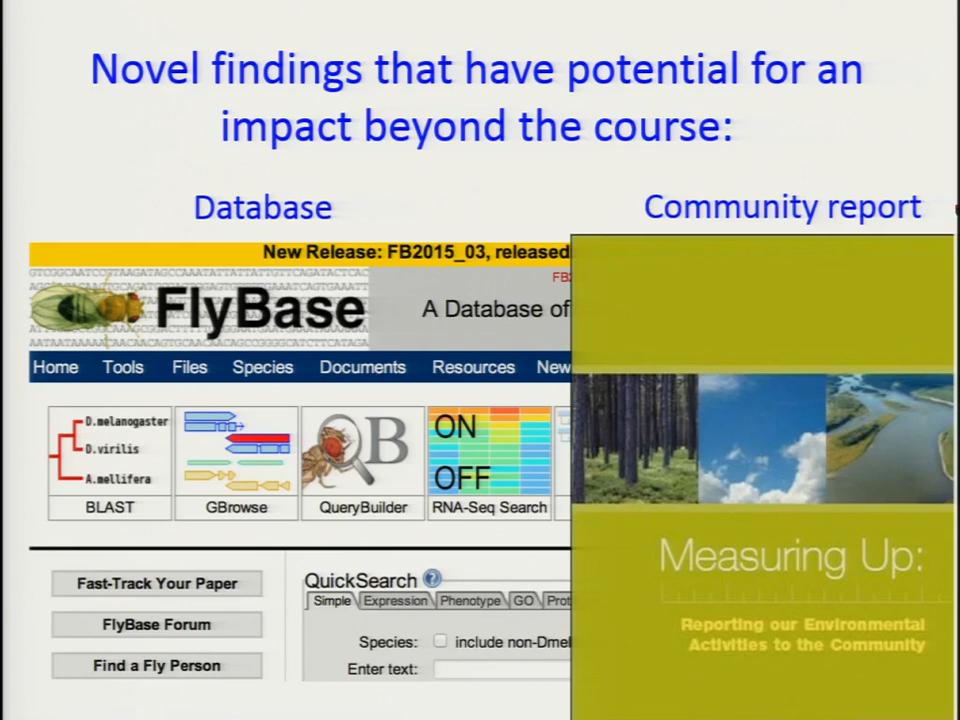 Novel findings that have potential for an
impact beyond the course:
Database
Community report
New Release: FB2015_03, released
FlyBase
A Database of
Home Tools Files Species Documents Resources New
D.melanogaster
D.virilis
A.mellifera
BLAST
GBrowse
QB
QueryBuilder
ON
OFF
RNA-Seq Search
Fast-Track Your Paper
FlyBase Forum
Find a Fly Person
QuickSearch ?
Simple Expression Phenotype GO Prot
Species: include non-Dmel
Enter text:
Measuring Up:
Reporting our Environmental
Activities to the Community